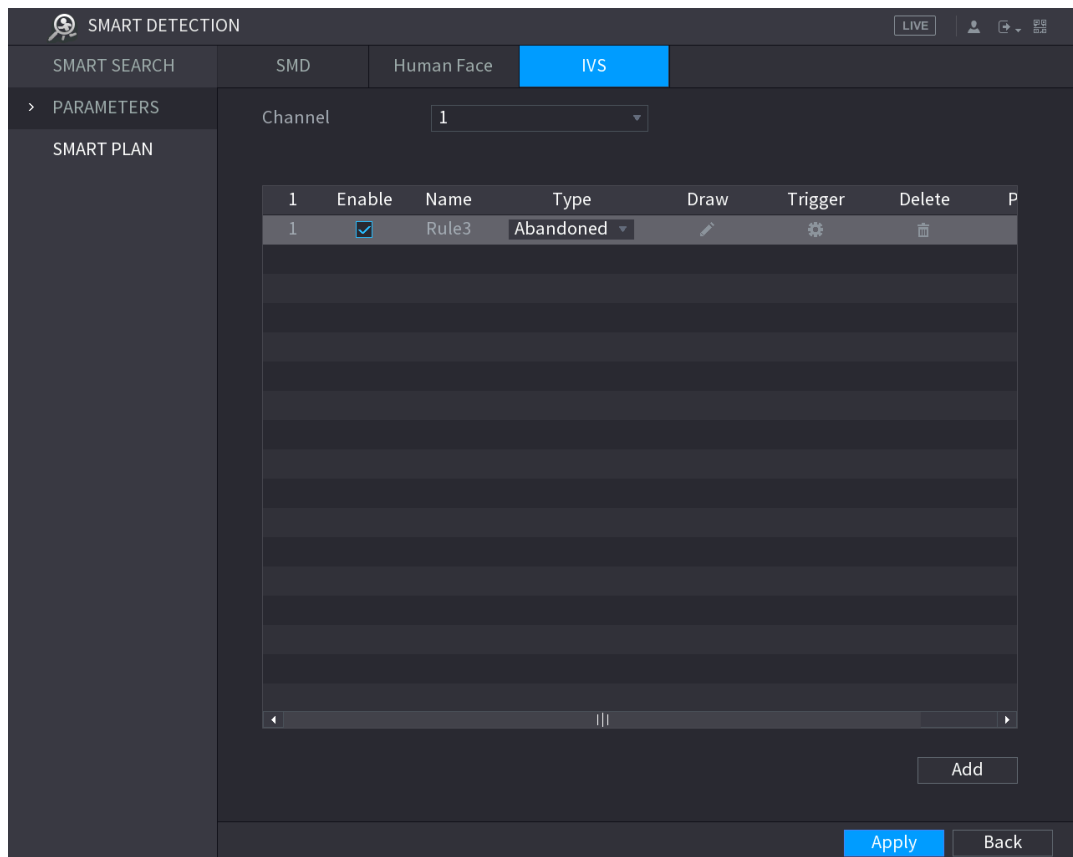 SMART DETECTION LIVE
SMART SEARCH SMD Human Face IVS
PARAMETERS
Channel 1
SMART PLAN
1 Enable Name Type Draw Trigger Delete P
1 Rule3 Abandoned
Add
Apply Back